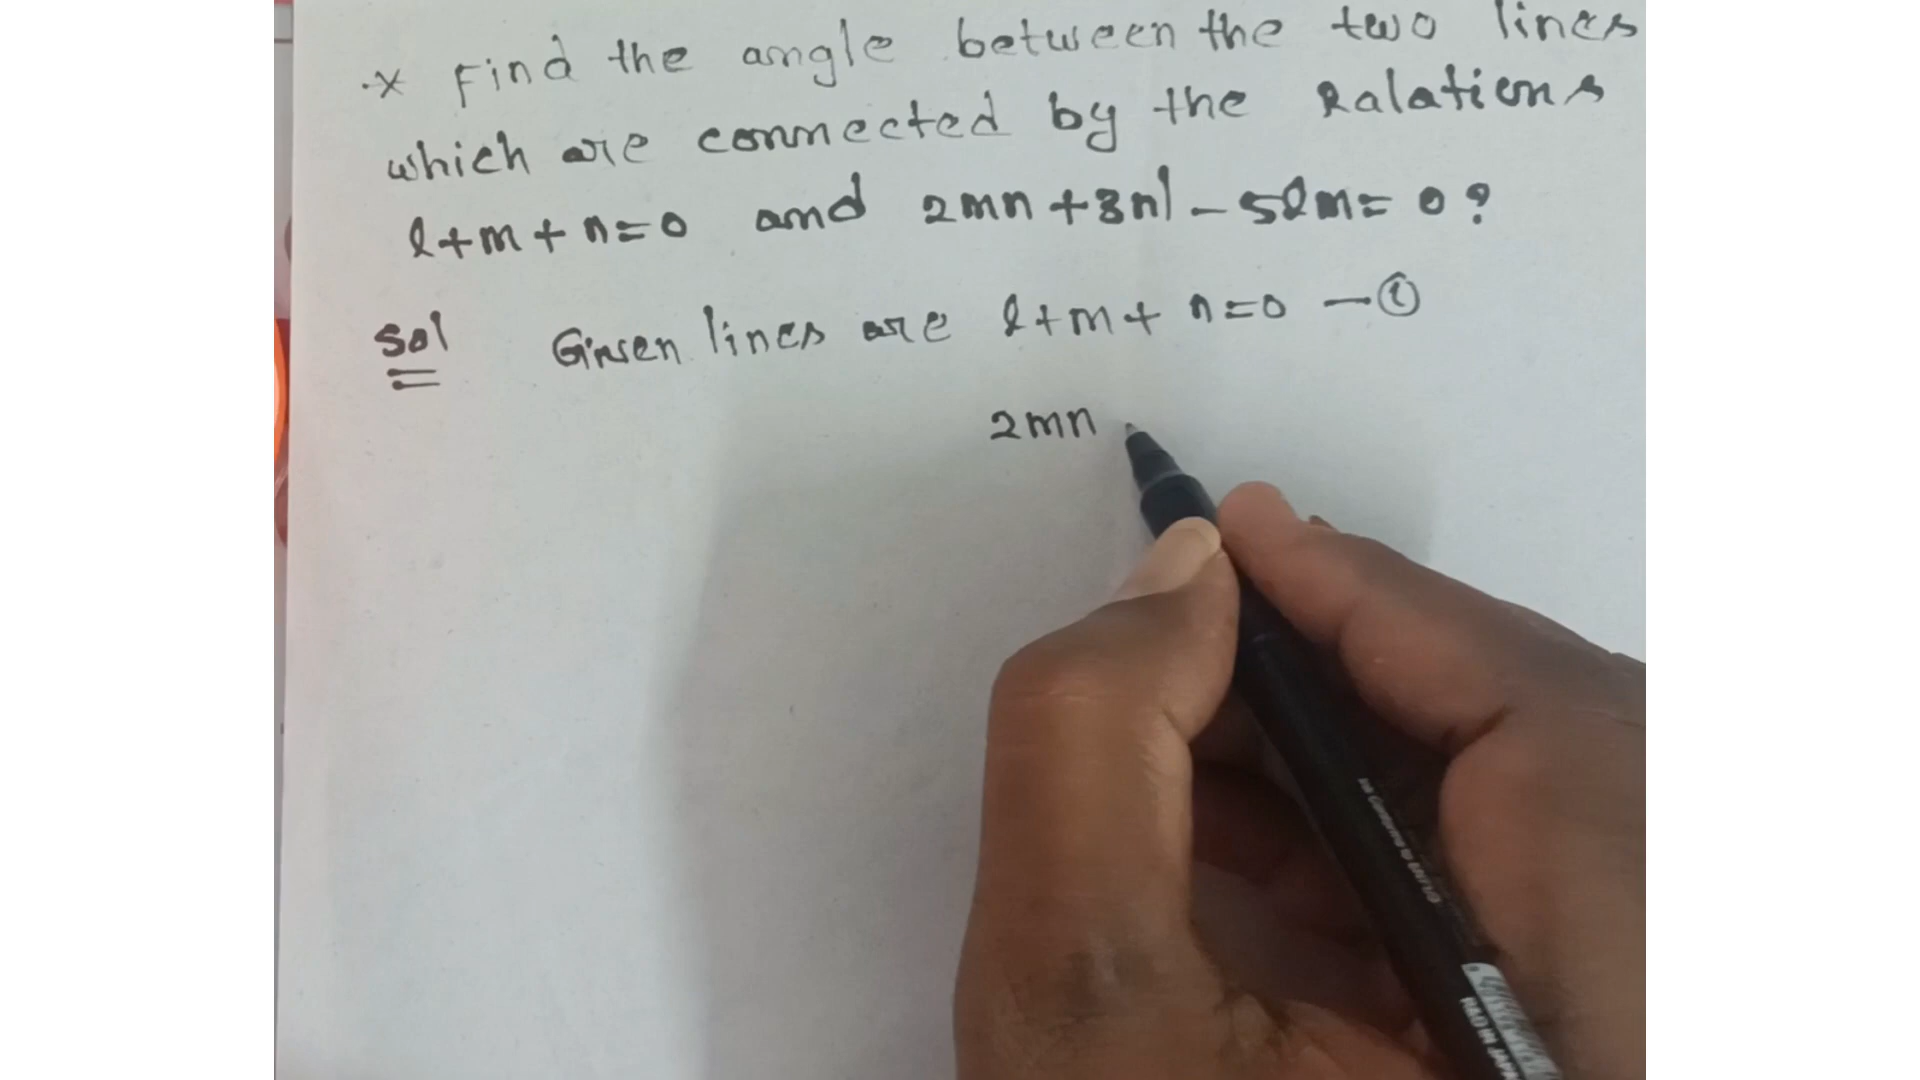 * Find the angle between the two lines
which are connected by the Ralations
l+m+n=0 and 2mn+3nl-5lm=0?
Sol Given lines are l+m+n=0 —①
2mn